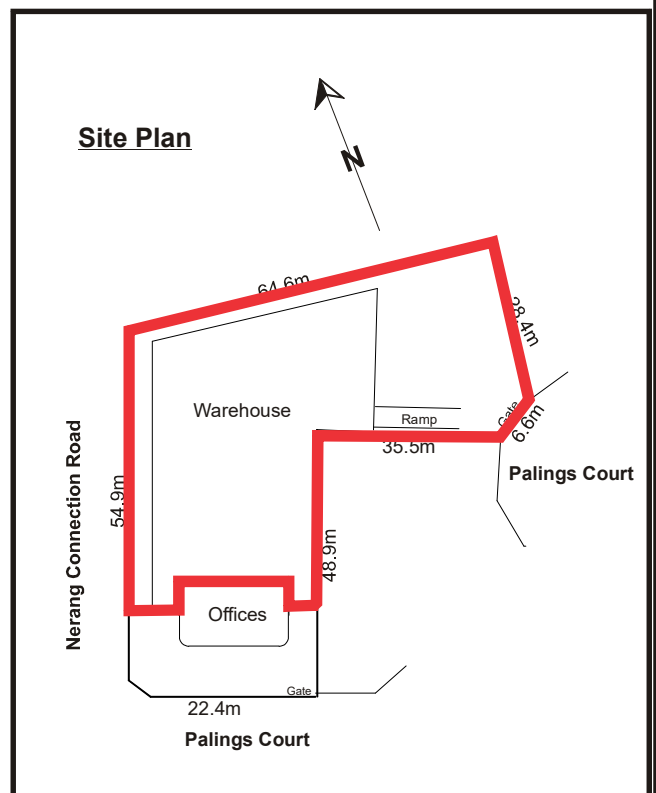 Site Plan
N
64.6m
28.4m
Warehouse
Ramp
Gate
6.6m
35.5m
Palings Court
54.9m
Nerang Connection Road
48.9m
Offices
Gate
22.4m
Palings Court